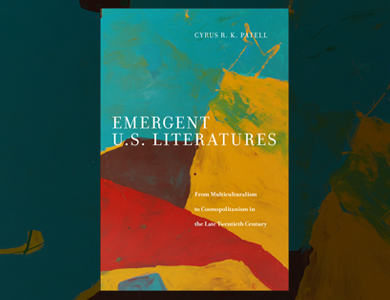 CYRUS R. K. PATELL
EMERGENT
U.S. LITERATURES
From Multiculturalism
to Cosmopolitanism in
the Late Twentieth Century